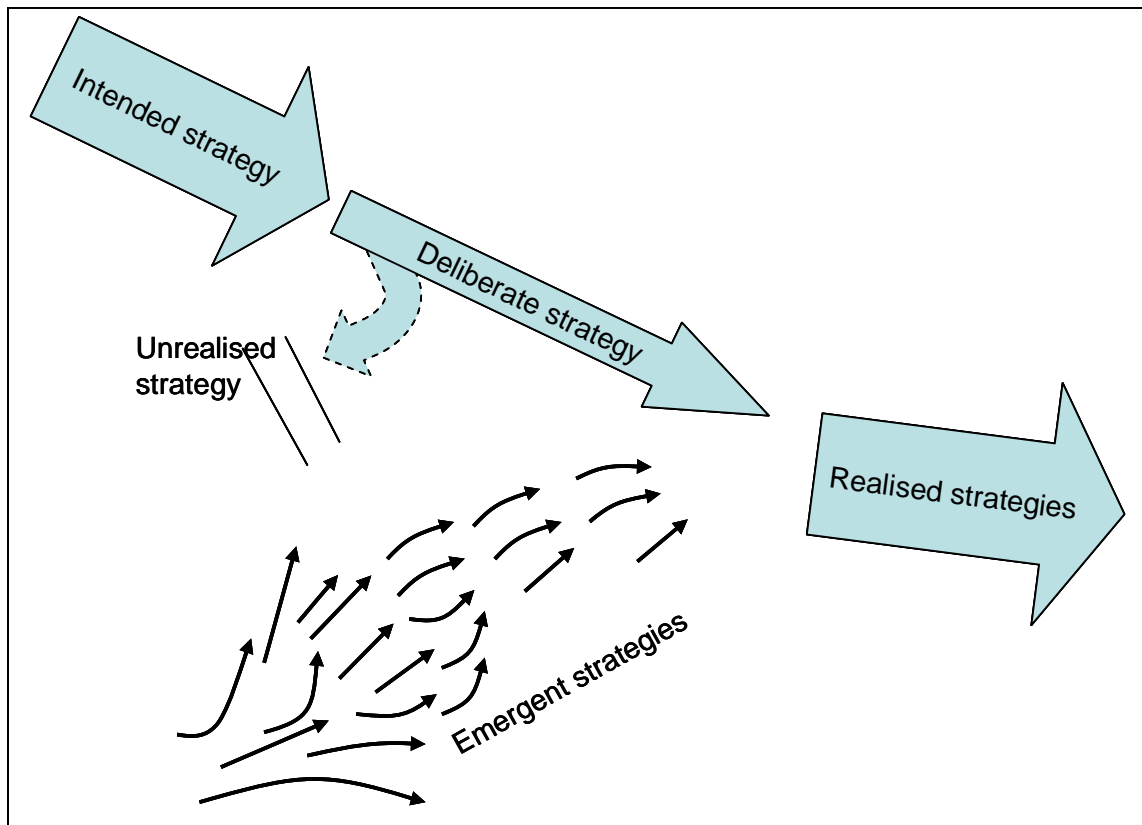 Intended strategy
Deliberate strategy
Unrealised
strategy
Realised strategies
Emergent strategies